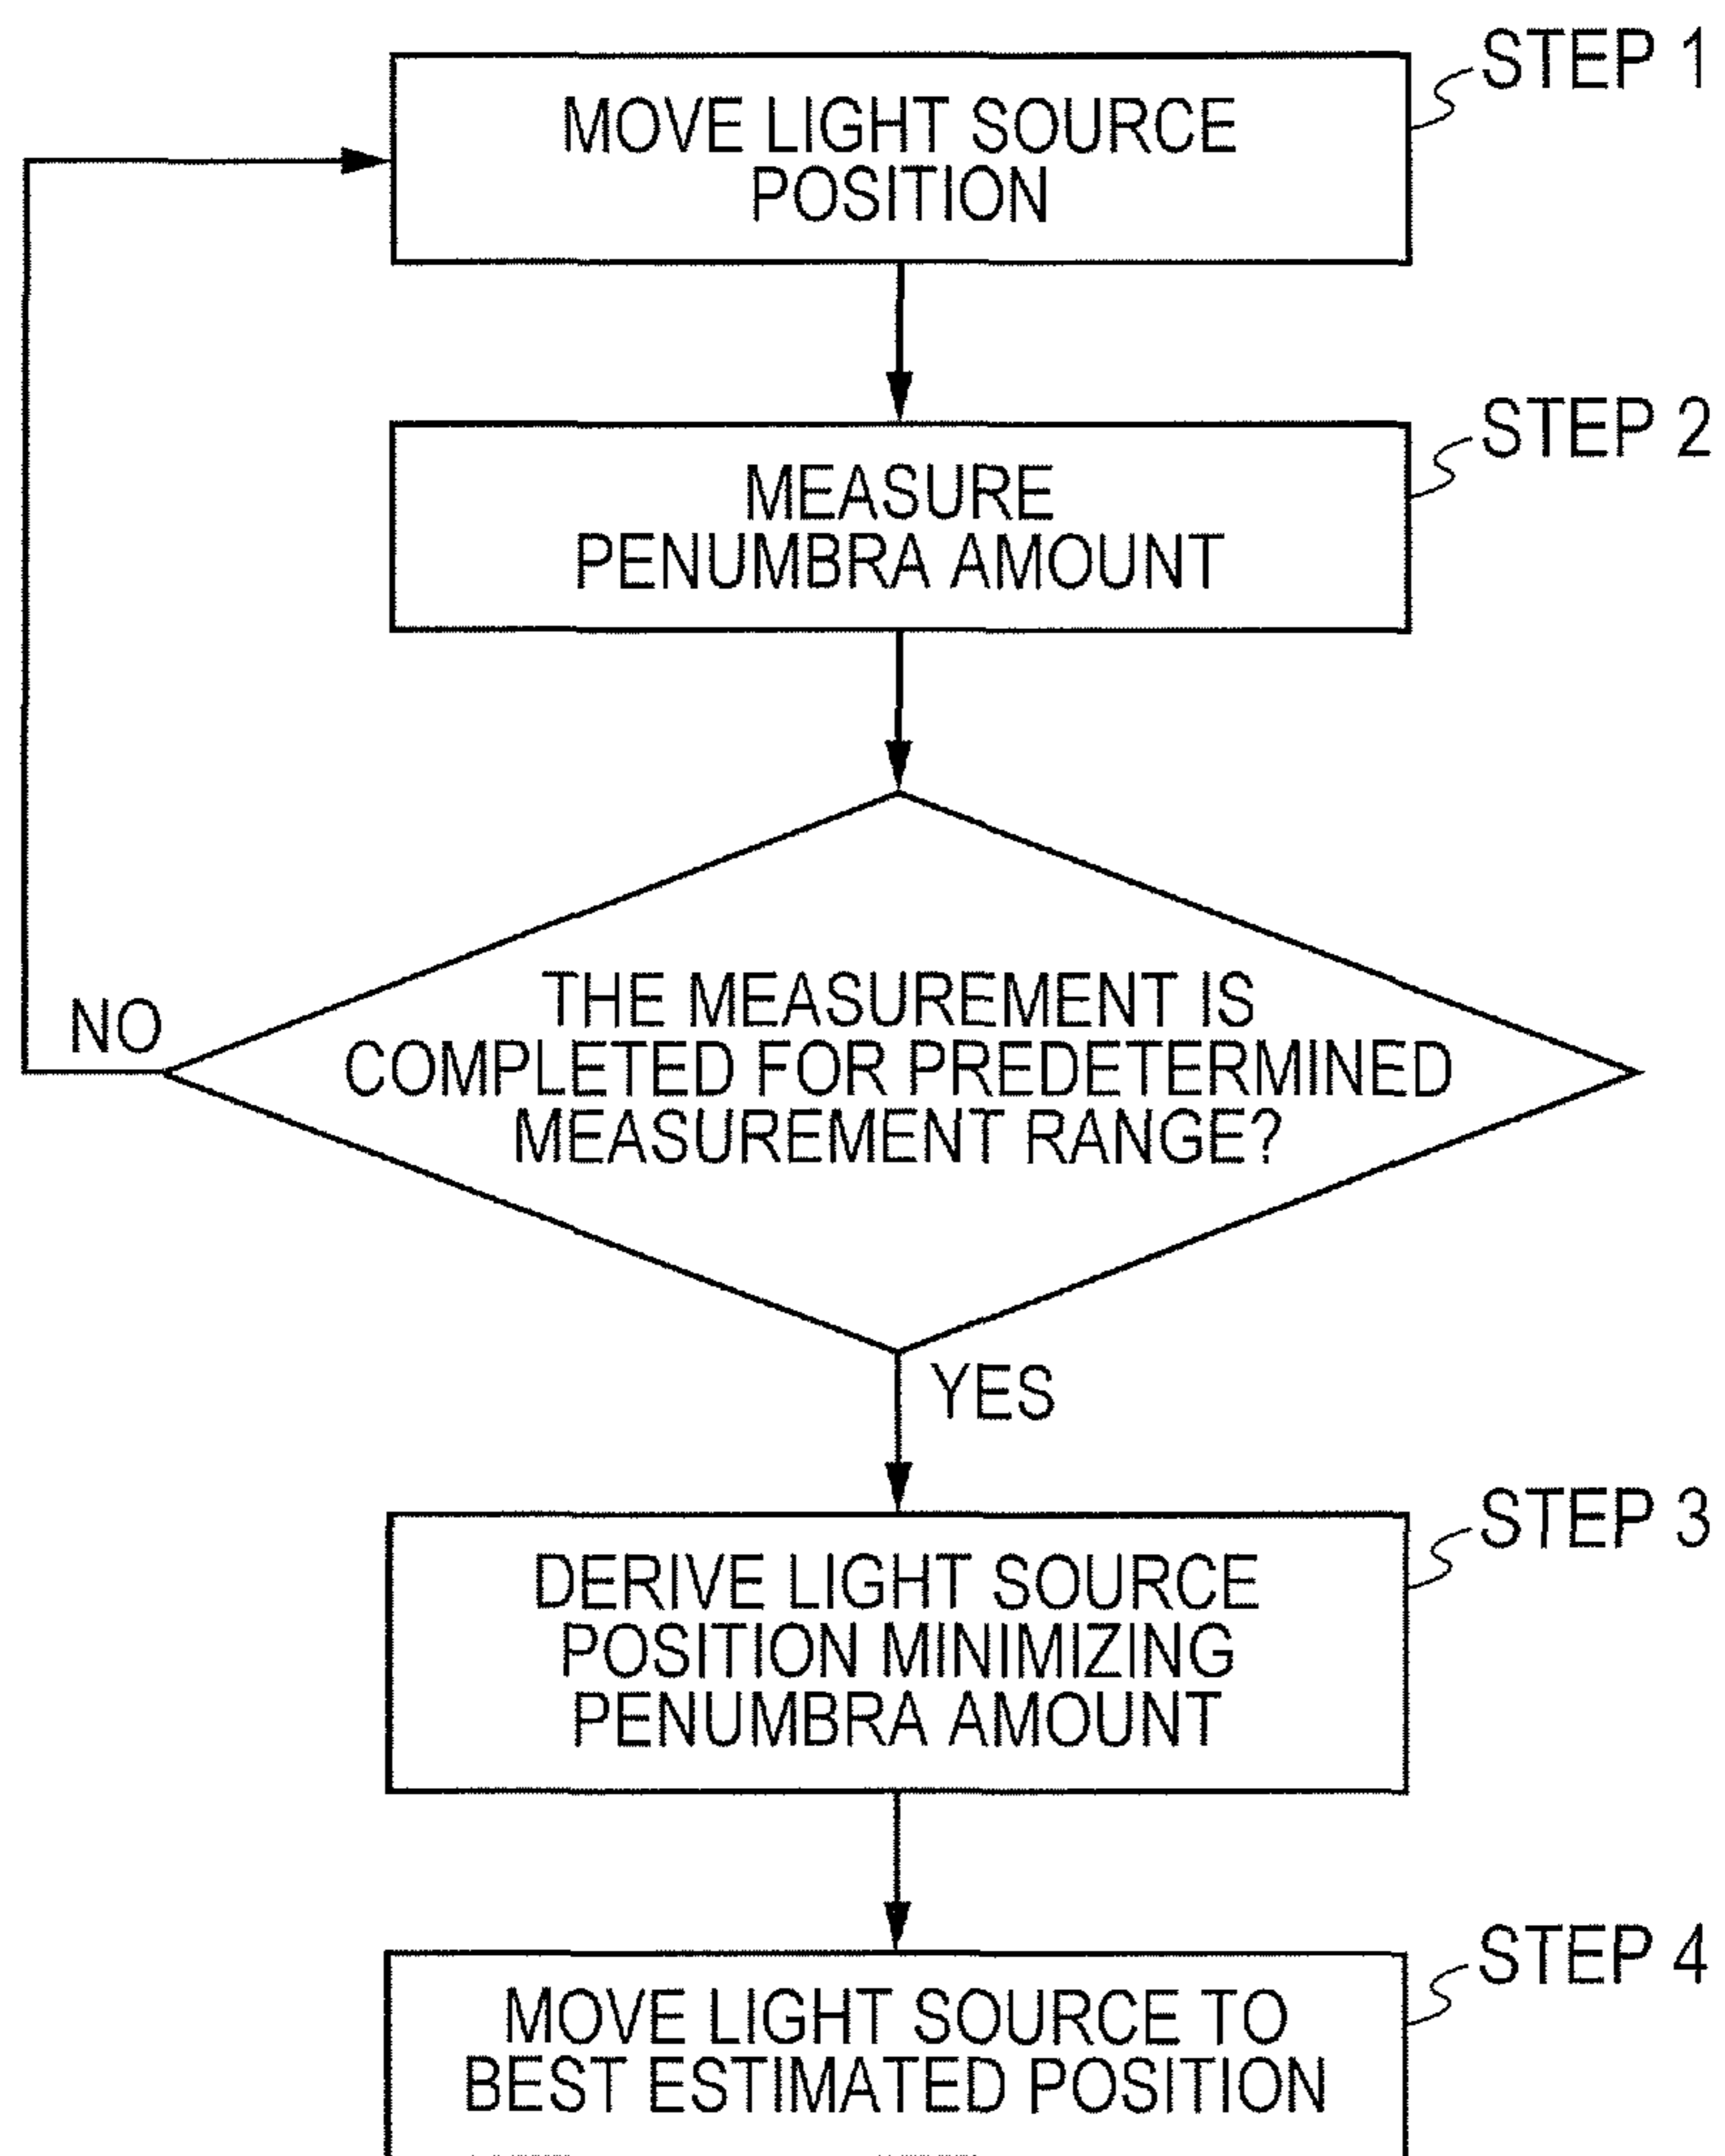 STEP 1
MOVE LIGHT SOURCE
POSITION
STEP 2
MEASURE
PENUMBRA AMOUNT
THE MEASUREMENT IS
COMPLETED FOR PREDETERMINED
MEASUREMENT RANGE?
NO
YES
STEP 3
DERIVE LIGHT SOURCE
POSITION MINIMIZING
PENUMBRA AMOUNT
STEP 4
MOVE LIGHT SOURCE TO
BEST ESTIMATED POSITION